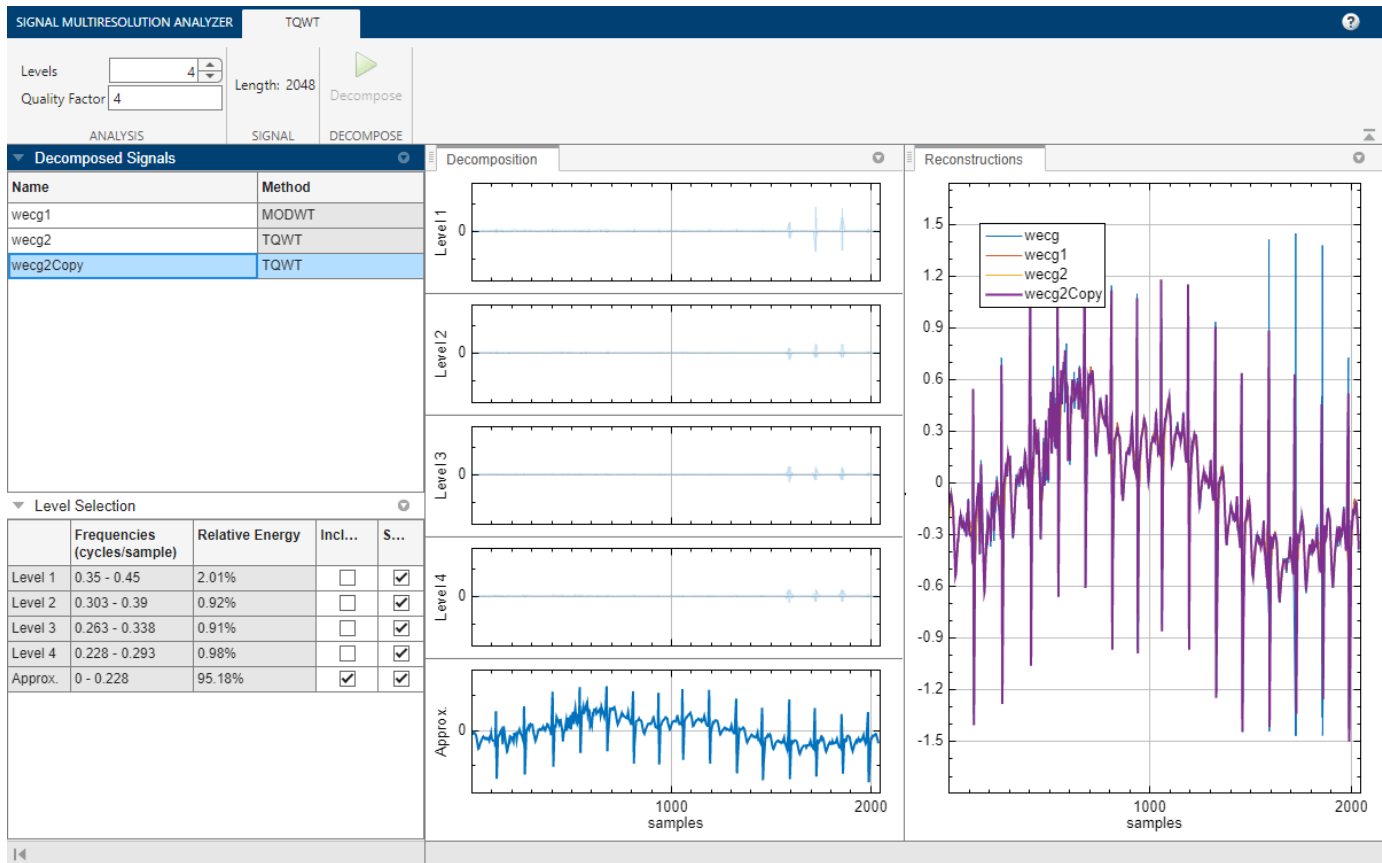 SIGNAL MULTIRESOLUTION ANALYZER TQWT ?
Levels 4
Quality Factor 4
Length: 2048
Decompose
ANALYSIS SIGNAL DECOMPOSE
Decomposed Signals
Name Method
wecg1 MODWT
wecg2 TQWT
wecg2Copy TQWT
Level Selection
Frequencies (cycles/sample) Relative Energy Incl... S...
Level 1 0.35 - 0.45 2.01%
Level 2 0.303 - 0.39 0.92%
Level 3 0.263 - 0.338 0.91%
Level 4 0.228 - 0.293 0.98%
Approx. 0 - 0.228 95.18%
Decomposition
Level 1 0
Level 2 0
Level 3 0
Level 4 0
Approx. 0
1000 2000
samples
Reconstructions
wecg
wecg1
wecg2
wecg2Copy
1.5
1.2
0.9
0.6
0.3
0
-0.3
-0.6
-0.9
-1.2
-1.5
1000 2000
samples